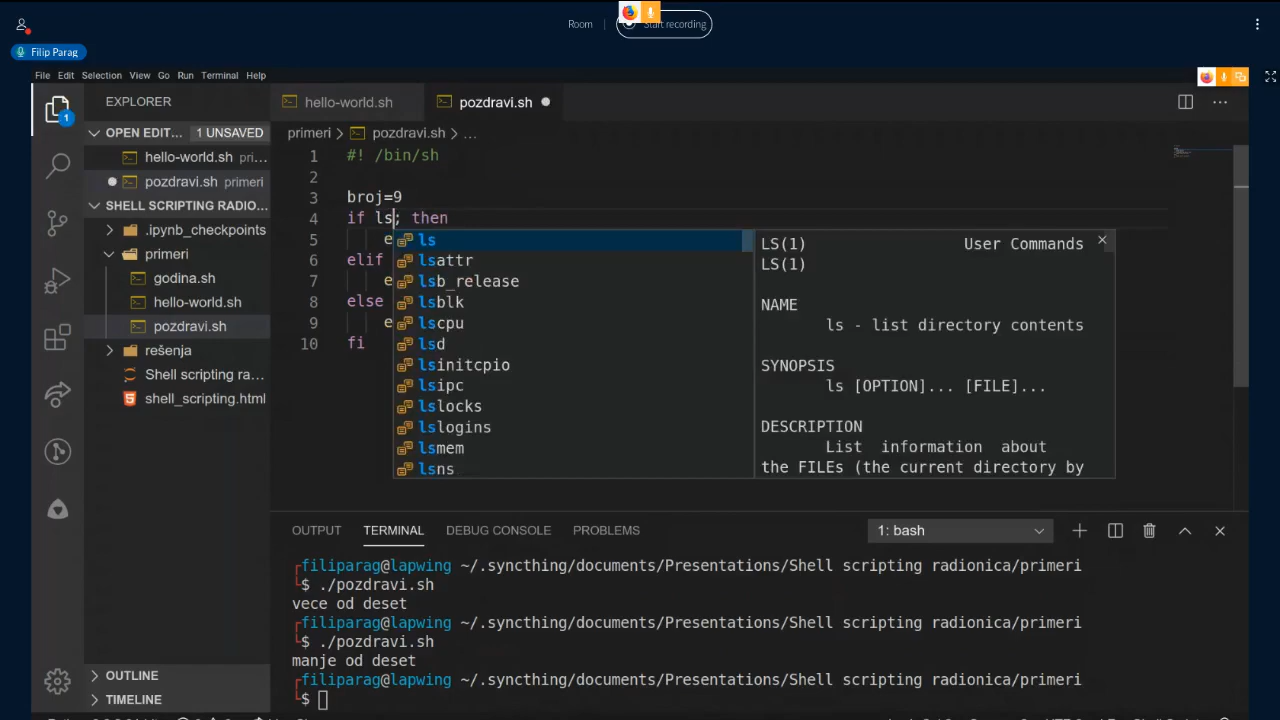 Room
Start recording
Filip Parag
File Edit Selection View Go Run Terminal Help
EXPLORER
hello-world.sh
pozdravi.sh
OPEN EDIT... 1 UNSAVED
hello-world.sh pri...
pozdravi.sh primeri
SHELL SCRIPTING RADIO...
.ipynb_checkpoints
primeri
godina.sh
hello-world.sh
pozdravi.sh
rešenja
Shell scripting ra...
shell_scripting.html
OUTLINE
TIMELINE
primeri > pozdravi.sh > ...
1 #! /bin/sh
2
3 broj=9
4 if ls; then
5 e
6 elif
7 e
8 else
9 e
10 fi
ls
lsattr
lsb_release
lsblk
lscpu
lsd
lsinitcpio
lsipc
lslocks
lslogins
lsmem
lsns
LS(1) User Commands
LS(1)
NAME
ls - list directory contents
SYNOPSIS
ls [OPTION]... [FILE]...
DESCRIPTION
List information about
the FILEs (the current directory by
OUTPUT TERMINAL DEBUG CONSOLE PROBLEMS 1: bash
filiparag@lapwing ~/.syncthing/documents/Presentations/Shell scripting radionica/primeri
$ ./pozdravi.sh
vece od deset
filiparag@lapwing ~/.syncthing/documents/Presentations/Shell scripting radionica/primeri
$ ./pozdravi.sh
manje od deset
filiparag@lapwing ~/.syncthing/documents/Presentations/Shell scripting radionica/primeri
$